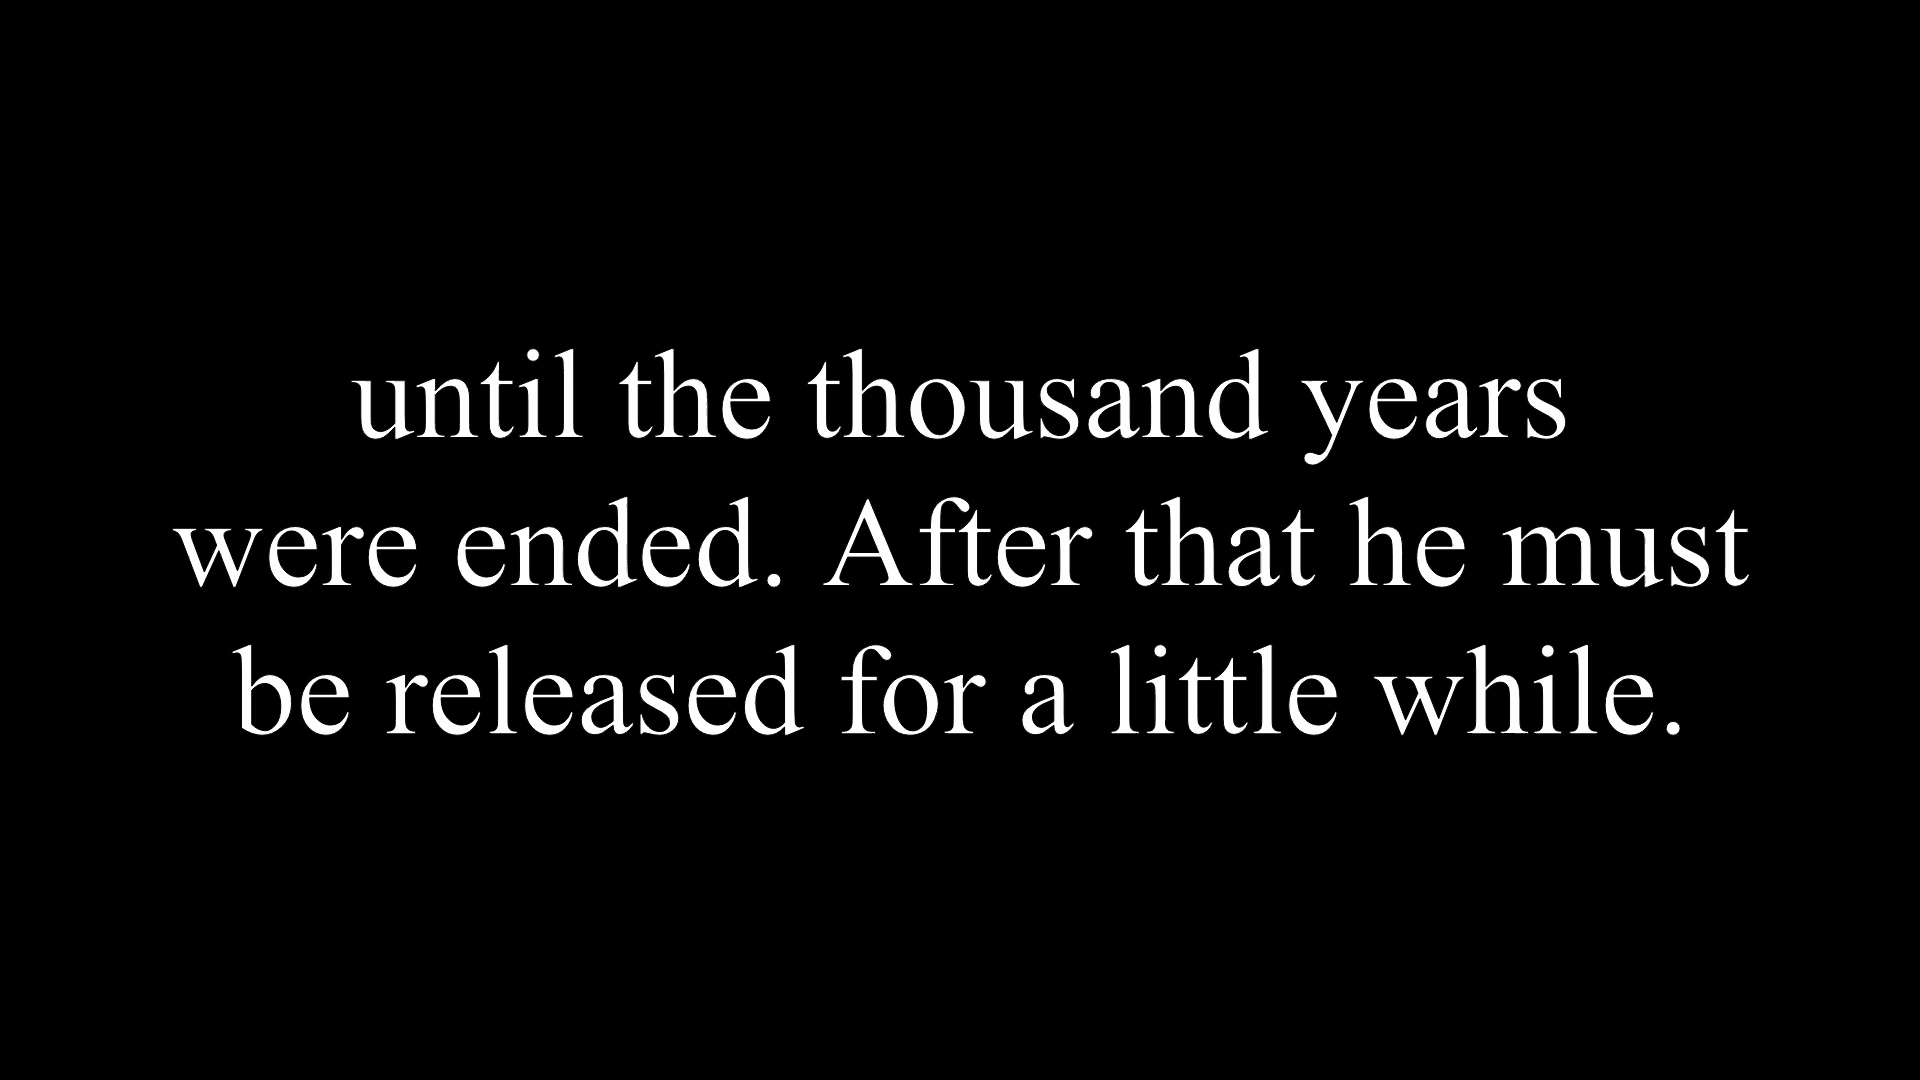 until the thousand years
were ended. After that he must
be released for a little while.